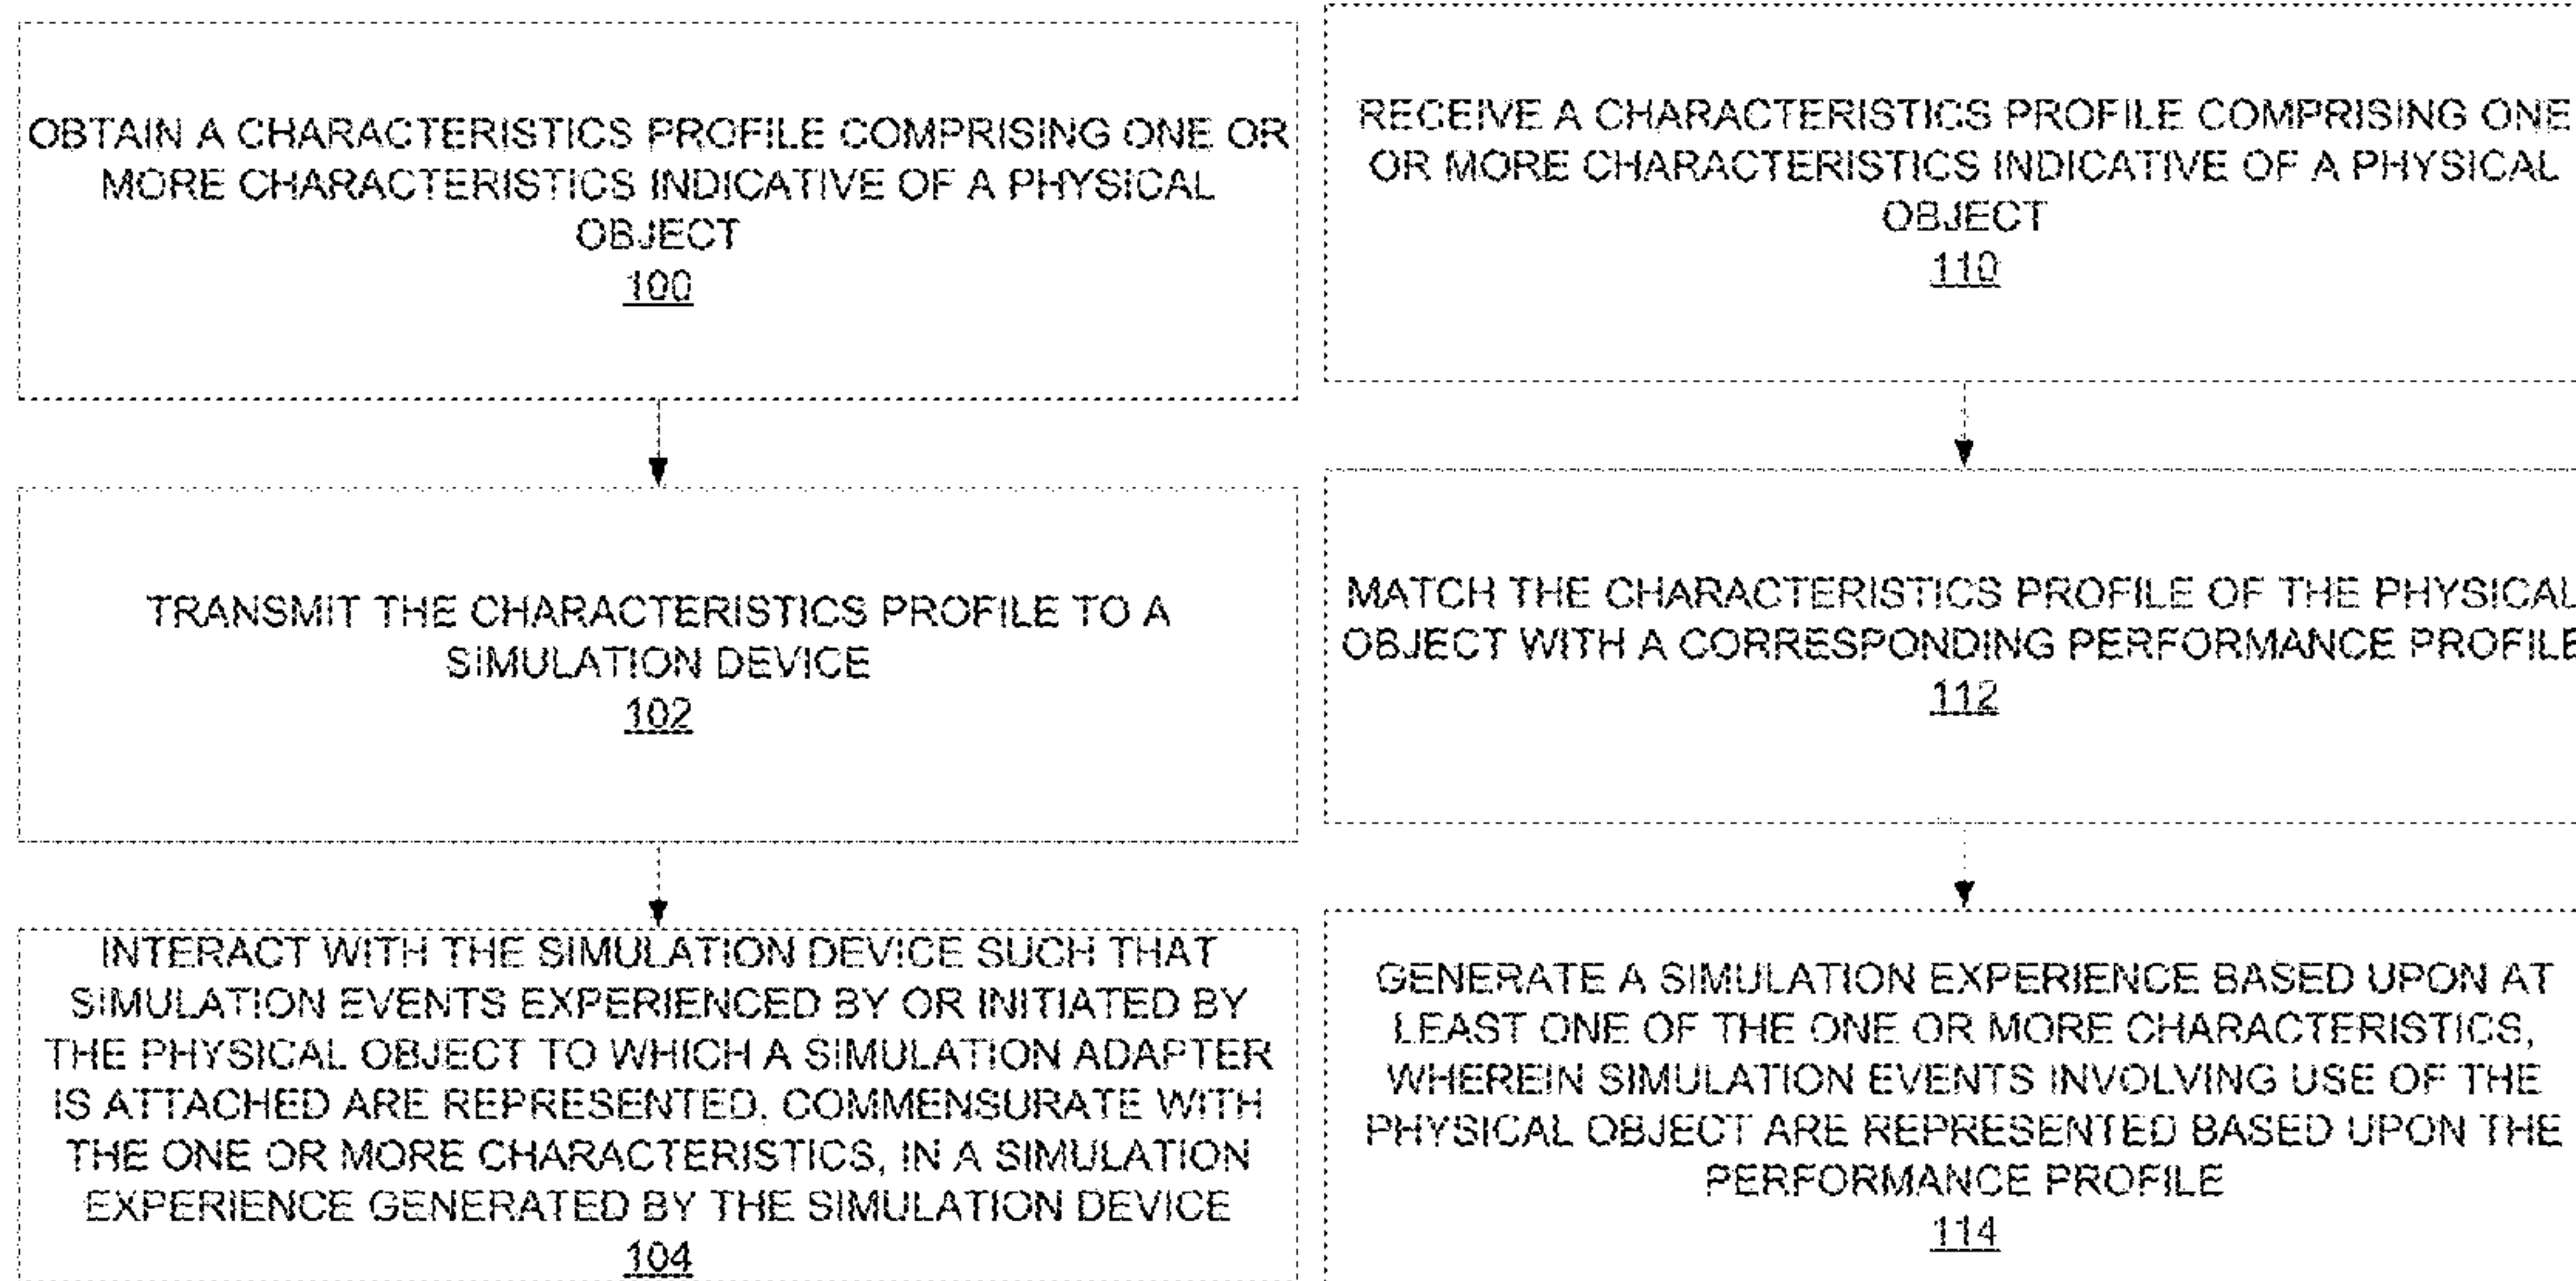 OBTAIN A CHARACTERISTICS PROFILE COMPRISING ONE OR
MORE CHARACTERISTICS INDICATIVE OF A PHYSICAL
OBJECT
100
TRANSMIT THE CHARACTERISTICS PROFILE TO A
SIMULATION DEVICE
102
INTERACT WITH THE SIMULATION DEVICE SUCH THAT
SIMULATION EVENTS EXPERIENCED BY OR INITIATED BY
THE PHYSICAL OBJECT TO WHICH A SIMULATION ADAPTER
IS ATTACHED ARE REPRESENTED, COMMENSURATE WITH
THE ONE OR MORE CHARACTERISTICS, IN A SIMULATION
EXPERIENCE GENERATED BY THE SIMULATION DEVICE
104
RECEIVE A CHARACTERISTICS PROFILE COMPRISING ONE
OR MORE CHARACTERISTICS INDICATIVE OF A PHYSICAL
OBJECT
110
MATCH THE CHARACTERISTICS PROFILE OF THE PHYSICAL
OBJECT WITH A CORRESPONDING PERFORMANCE PROFILE
112
GENERATE A SIMULATION EXPERIENCE BASED UPON AT
LEAST ONE OF THE ONE OR MORE CHARACTERISTICS,
WHEREIN SIMULATION EVENTS INVOLVING USE OF THE
PHYSICAL OBJECT ARE REPRESENTED BASED UPON THE
PERFORMANCE PROFILE
114